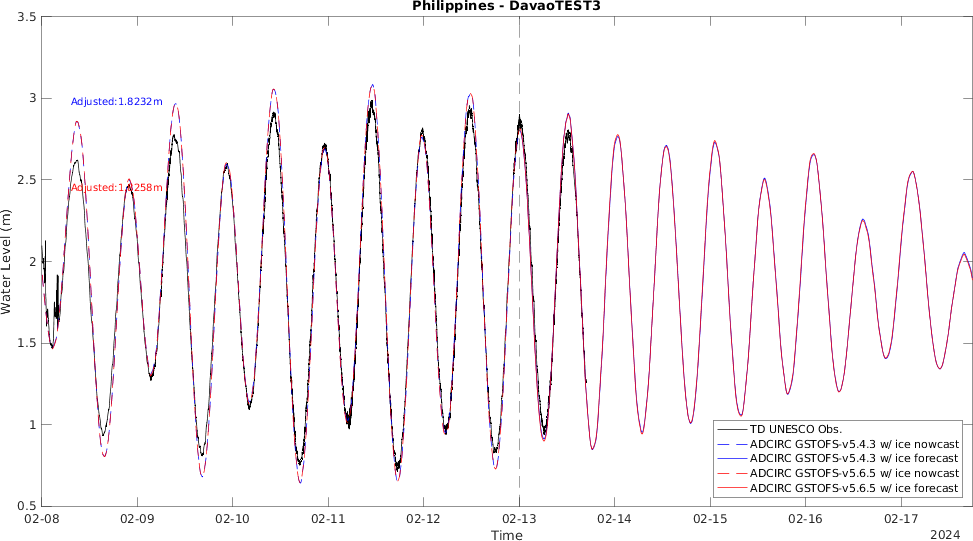 Philippines - DavaoTEST3
3.5
3
2.5
2
1.5
1
0.5
Water Level (m)
Adjusted:1.8232m
Adjusted:1.8258m
TD UNESCO Obs.
ADCIRC GSTOFS-v5.4.3 w/ ice nowcast
ADCIRC GSTOFS-v5.4.3 w/ ice forecast
ADCIRC GSTOFS-v5.6.5 w/ ice nowcast
ADCIRC GSTOFS-v5.6.5 w/ ice forecast
02-08 02-09 02-10 02-11 02-12 02-13 02-14 02-15 02-16 02-17
Time
2024